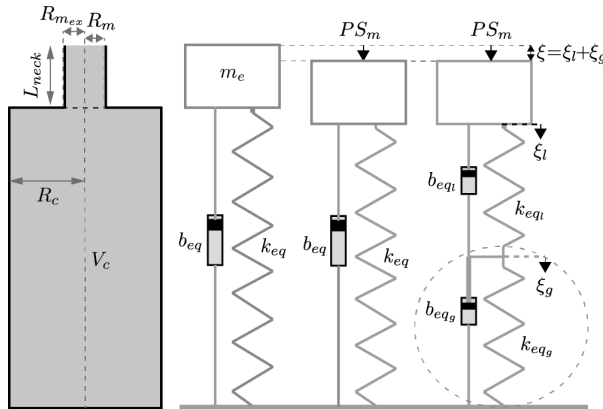 R_{m_{ex}} R_m
L_{neck}
R_c
V_c
m_e
b_{eq}
k_{eq}
PS_m
b_{eq}
k_{eq}
PS_m
ξ=ξ_l+ξ_g
ξ_l
b_{eq_l}
k_{eq_l}
ξ_g
b_{eq_g}
k_{eq_g}